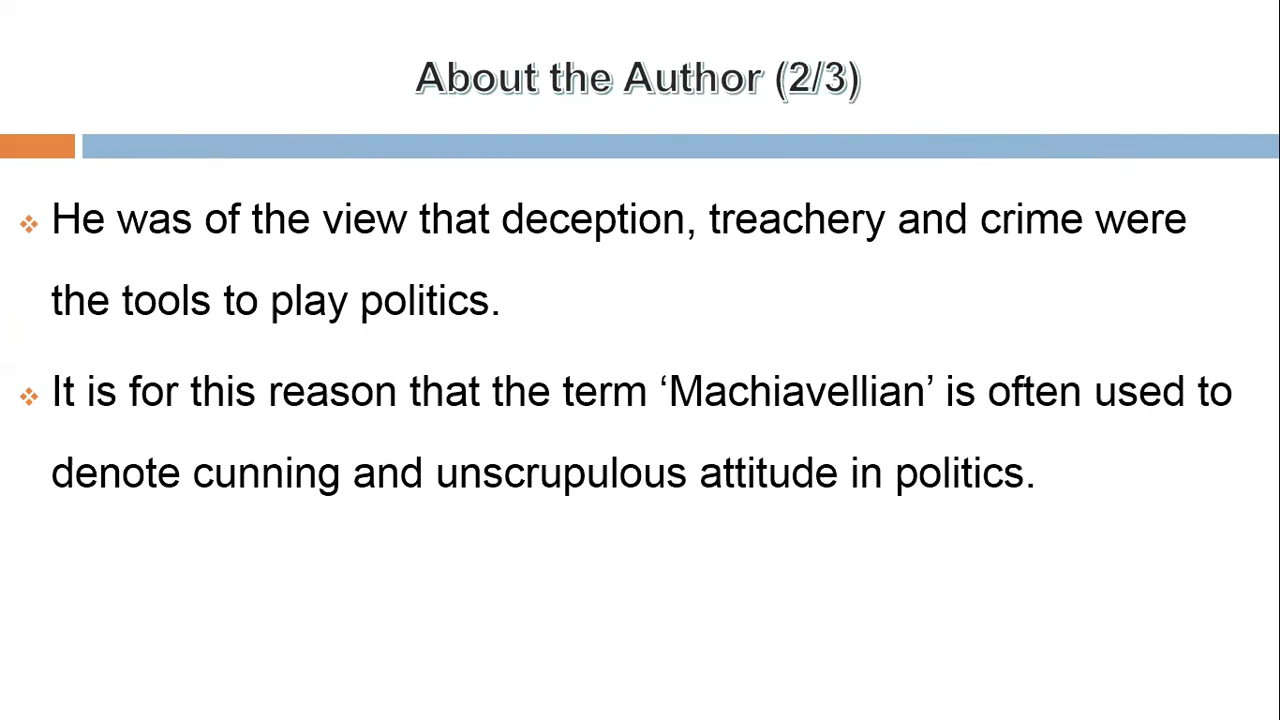 About the Author (2/3)
He was of the view that deception, treachery and crime were
the tools to play politics.
It is for this reason that the term ‘Machiavellian’ is often used to
denote cunning and unscrupulous attitude in politics.